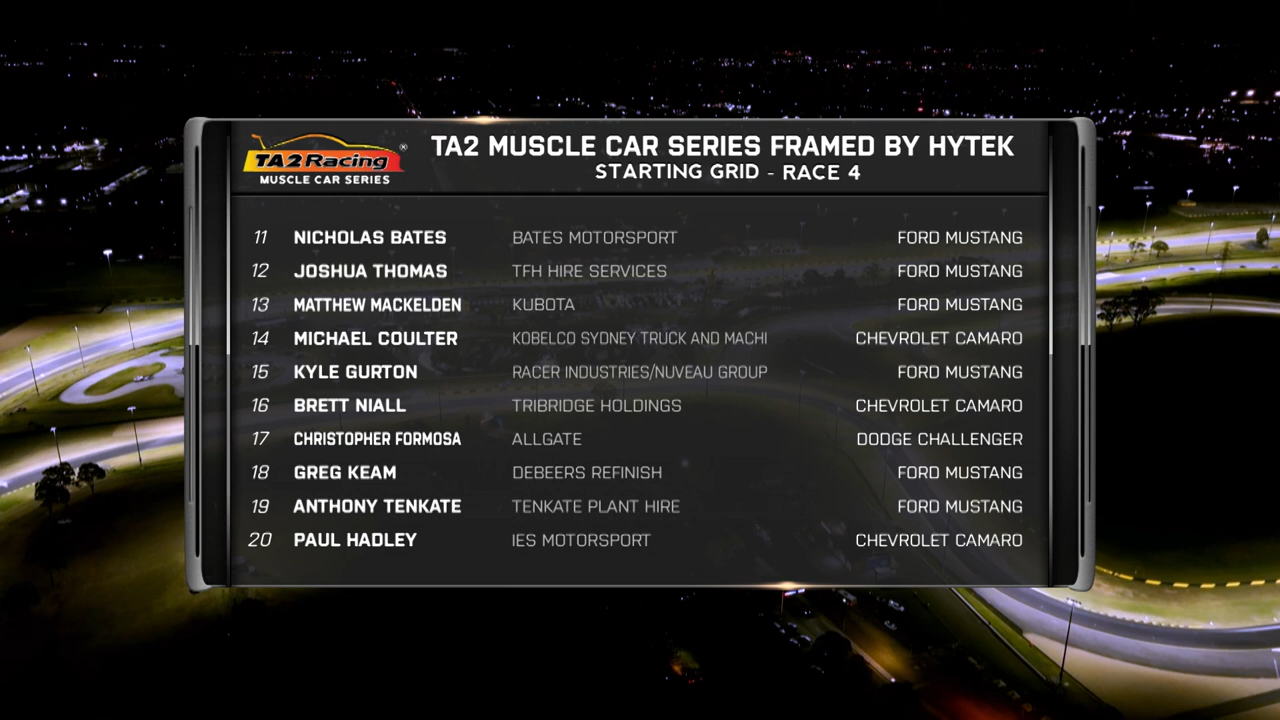 TA2 Racing®
MUSCLE CAR SERIES
TA2 MUSCLE CAR SERIES FRAMED BY HYTEK
STARTING GRID - RACE 4
11 NICHOLAS BATES BATES MOTORSPORT FORD MUSTANG
12 JOSHUA THOMAS TFH HIRE SERVICES FORD MUSTANG
13 MATTHEW MACKELDEN KUBOTA FORD MUSTANG
14 MICHAEL COULTER KOBELCO SYDNEY TRUCK AND MACHI CHEVROLET CAMARO
15 KYLE GURTON RACER INDUSTRIES/NUVEAU GROUP FORD MUSTANG
16 BRETT NIALL TRIBRIDGE HOLDINGS CHEVROLET CAMARO
17 CHRISTOPHER FORMOSA ALLGATE DODGE CHALLENGER
18 GREG KEAM DEBEERS REFINISH FORD MUSTANG
19 ANTHONY TENKATE TENKATE PLANT HIRE FORD MUSTANG
20 PAUL HADLEY IES MOTORSPORT CHEVROLET CAMARO